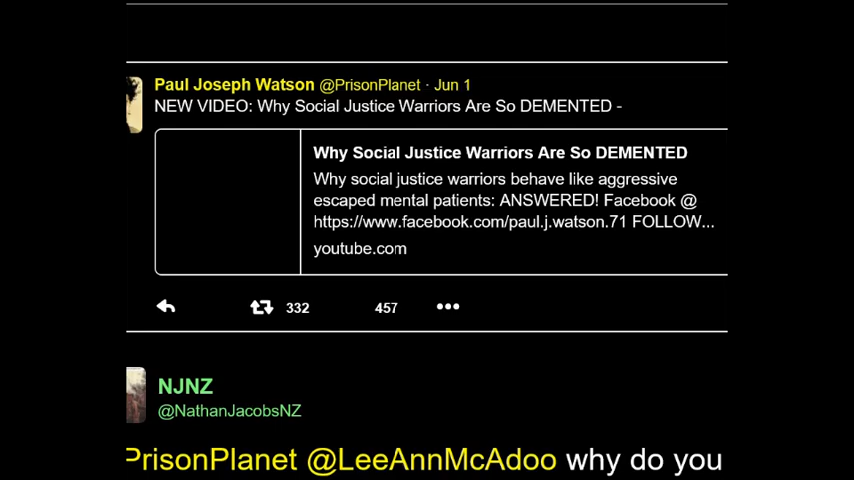 Paul Joseph Watson @PrisonPlanet · Jun 1
NEW VIDEO: Why Social Justice Warriors Are So DEMENTED -
Why Social Justice Warriors Are So DEMENTED
Why social justice warriors behave like aggressive
escaped mental patients: ANSWERED! Facebook @
https://www.facebook.com/paul.j.watson.71 FOLLOW...
youtube.com
332 457 •••
NJNZ
@NathanJacobsNZ
PrisonPlanet @LeeAnnMcAdoo why do you